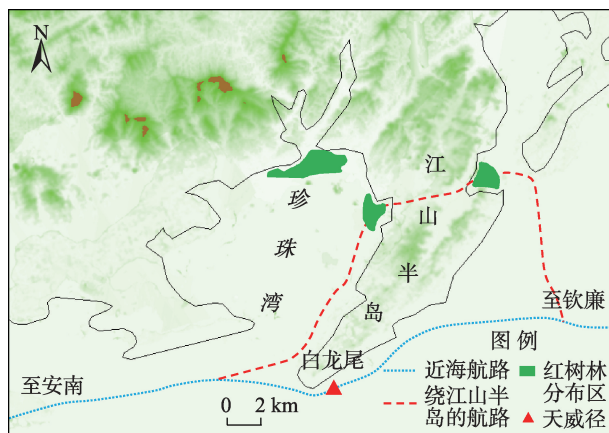 N
珍
珠
湾
江
山
半
岛
白龙尾
至安南
至钦廉
0 2 km
图 例
近海航路
绕江山半
岛的航路
红树林
分布区
天威径